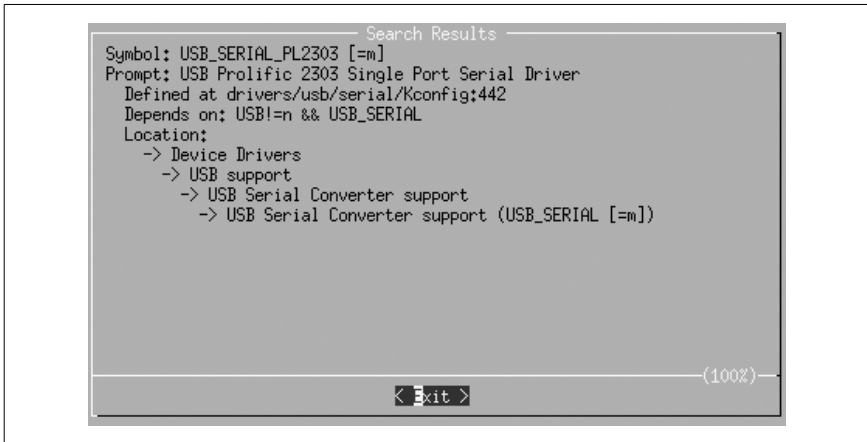 Search Results
Symbol: USB_SERIAL_PL2303 [=m]
Prompt: USB Prolific 2303 Single Port Serial Driver
Defined at drivers/usb/serial/Kconfig:442
Depends on: USB!=n && USB_SERIAL
Location:
-> Device Drivers
-> USB support
-> USB Serial Converter support
-> USB Serial Converter support (USB_SERIAL [=m])
(100%)
< Exit >